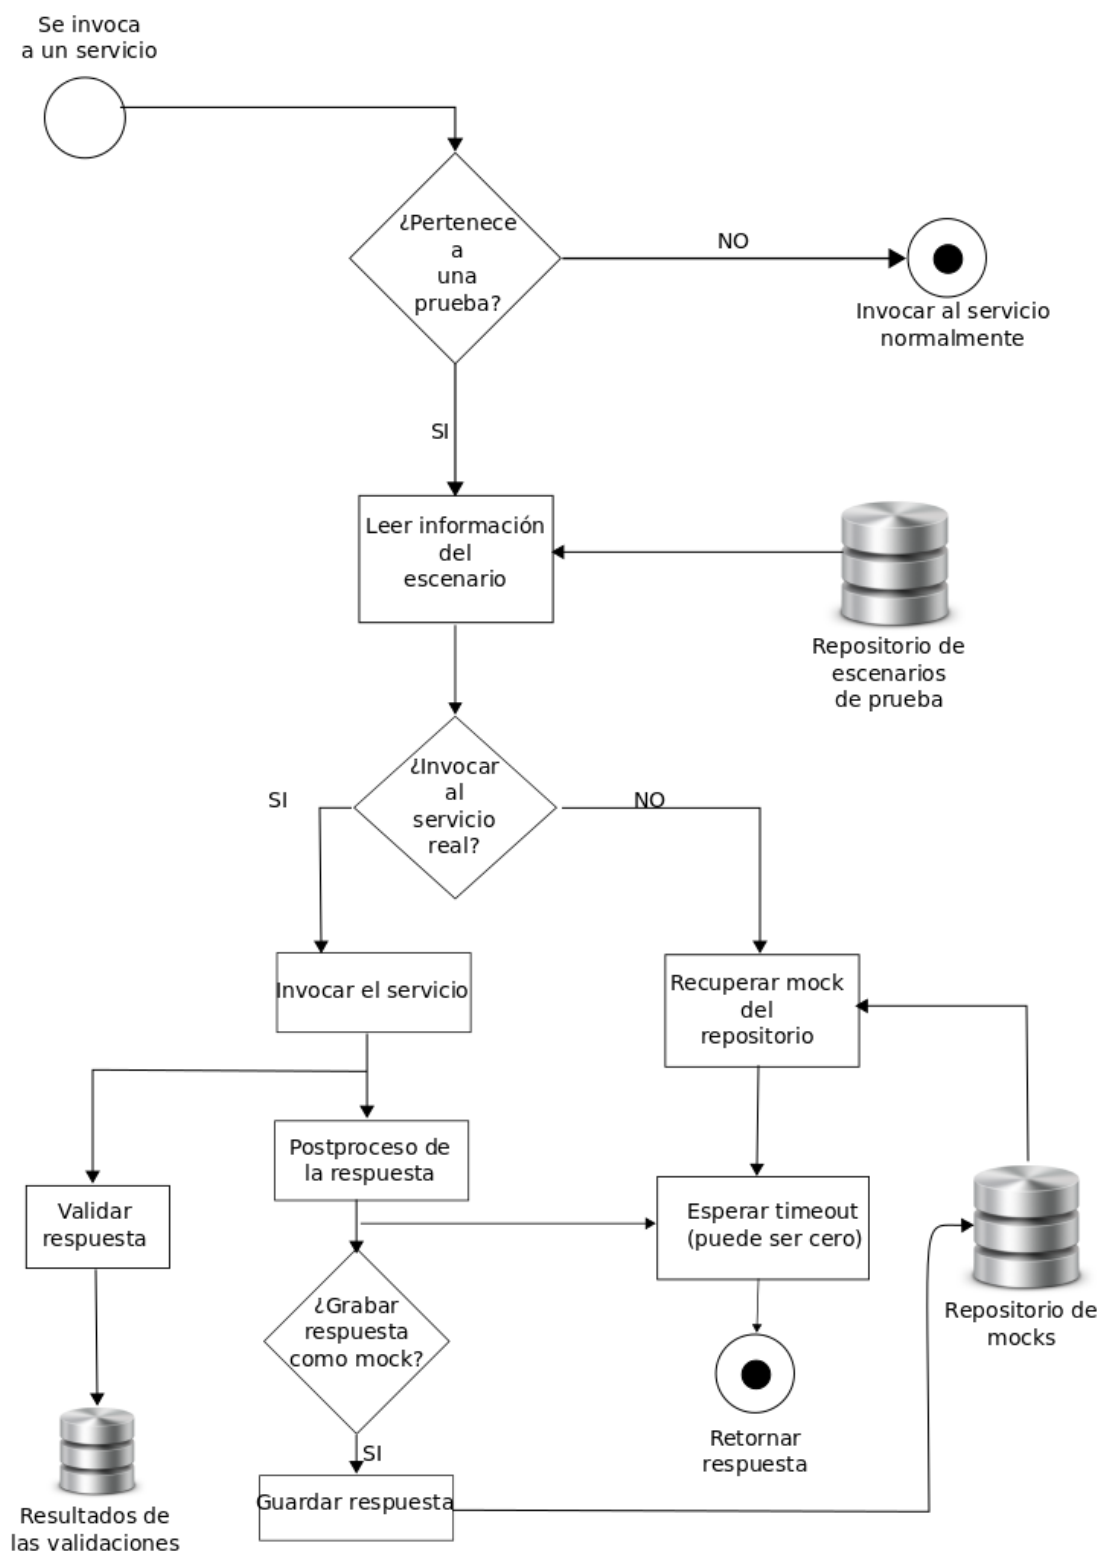 Se invoca
a un servicio
¿Pertenece
a
una
prueba?
NO
Invocar al servicio
normalmente
SI
Leer información
del
escenario
Repositorio de
escenarios
de prueba
¿Invocar
al
servicio
real?
SI
NO
Invocar el servicio
Recuperar mock
del
repositorio
Postproceso de
la respuesta
Validar
respuesta
Esperar timeout
(puede ser cero)
¿Grabar
respuesta
como mock?
Repositorio de
mocks
Retornar
respuesta
SI
Guardar respuesta
Resultados de
las validaciones